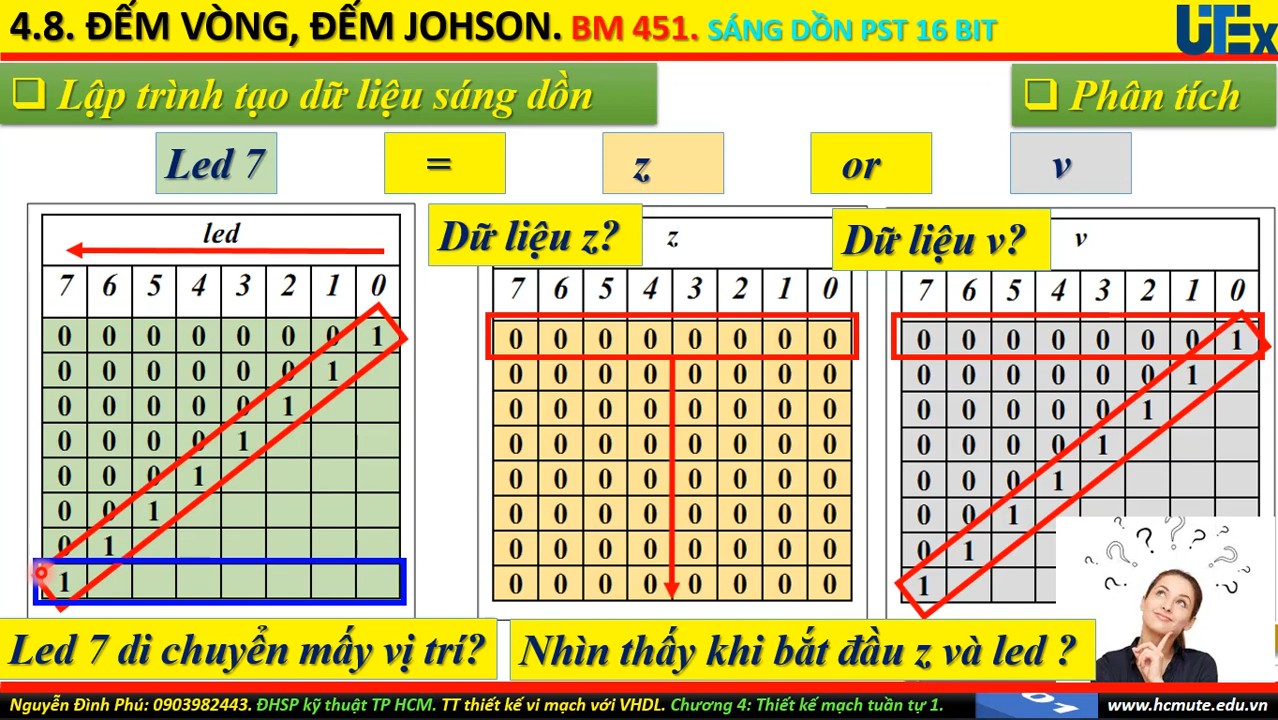 4.8. ĐẾM VÒNG, ĐẾM JOHSON. BM 451. SÁNG DỒN PST 16 BIT
UTEx
❑ Lập trình tạo dữ liệu sáng dồn
❑ Phân tích
Led 7 = z or v
led
7 6 5 4 3 2 1 0
0 0 0 0 0 0 0 1
0 0 0 0 0 0 1
0 0 0 0 0 1
0 0 0 0 1
0 0 0 1
0 0 1
0 1
1
Dữ liệu z?
z
7 6 5 4 3 2 1 0
0 0 0 0 0 0 0 0
0 0 0 0 0 0 0 0
0 0 0 0 0 0 0 0
0 0 0 0 0 0 0 0
0 0 0 0 0 0 0 0
0 0 0 0 0 0 0 0
0 0 0 0 0 0 0 0
0 0 0 0 0 0 0 0
Dữ liệu v?
v
7 6 5 4 3 2 1 0
0 0 0 0 0 0 0 1
0 0 0 0 0 0 1
0 0 0 0 0 1
0 0 0 0 1
0 0 0 1
0 0 1
0 1
1
Led 7 di chuyển mấy vị trí?
Nhìn thấy khi bắt đầu z và led ?
Nguyễn Đình Phú: 0903982443. ĐHSP kỹ thuật TP HCM. TT thiết kế vi mạch với VHDL. Chương 4: Thiết kế mạch tuần tự 1.
www.hcmute.edu.vn